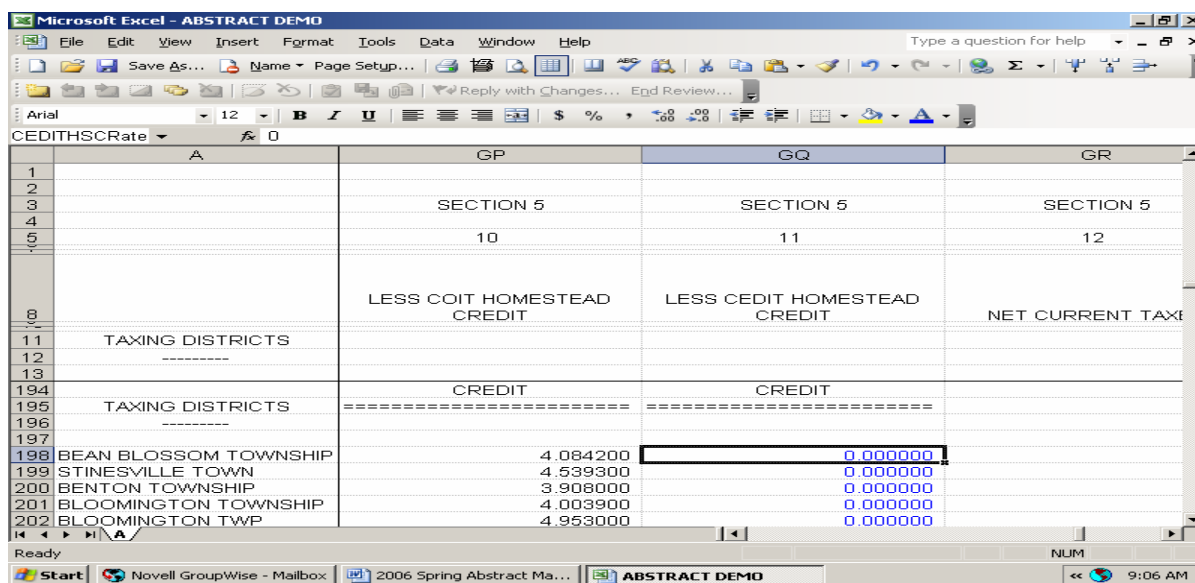 Microsoft Excel - ABSTRACT DEMO
File Edit View Insert Format Tools Data Window Help Type a question for help
Save As... Name Page Setup... ABC Σ
Reply with Changes... End Review...
Arial 12 B I U $ % , .00 A
CEDITHSCRate fx 0
A GP GQ GR
1
2
3 SECTION 5 SECTION 5 SECTION 5
4
5 10 11 12
LESS COIT HOMESTEAD LESS CEDIT HOMESTEAD
8 CREDIT CREDIT NET CURRENT TAXE
11 TAXING DISTRICTS
12 ---------
13
194 CREDIT CREDIT
195 TAXING DISTRICTS ======================== ========================
196 ---------
197
198 BEAN BLOSSOM TOWNSHIP 4.084200 0.000000
199 STINESVILLE TOWN 4.539300 0.000000
200 BENTON TOWNSHIP 3.908000 0.000000
201 BLOOMINGTON TOWNSHIP 4.003900 0.000000
202 BLOOMINGTON TWP 4.953000 0.000000
A
Ready NUM
Start Novell GroupWise - Mailbox 2006 Spring Abstract Ma... ABSTRACT DEMO « 9:06 AM